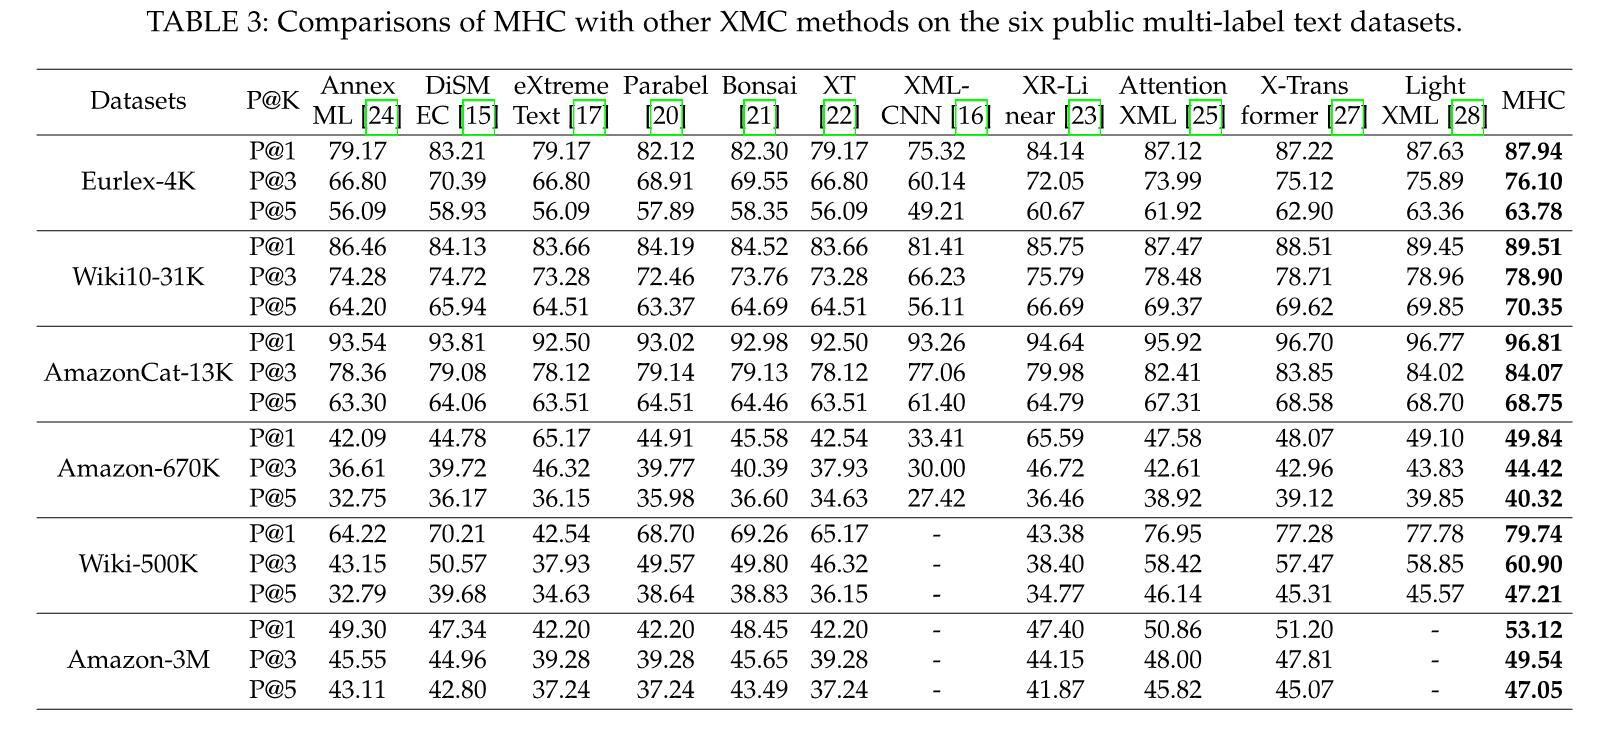 TABLE 3: Comparisons of MHC with other XMC methods on the six public multi-label text datasets.
Datasets P@K Annex ML [24] DiSM EC [15] eXtreme Text [17] Parabel [20] Bonsai [21] XT [22] XML-CNN [16] XR-Li near [23] Attention XML [25] X-Trans former [27] Light XML [28] MHC
Eurlex-4K P@1 79.17 83.21 79.17 82.12 82.30 79.17 75.32 84.14 87.12 87.22 87.63 87.94
P@3 66.80 70.39 66.80 68.91 69.55 66.80 60.14 72.05 73.99 75.12 75.89 76.10
P@5 56.09 58.93 56.09 57.89 58.35 56.09 49.21 60.67 61.92 62.90 63.36 63.78
Wiki10-31K P@1 86.46 84.13 83.66 84.19 84.52 83.66 81.41 85.75 87.47 88.51 89.45 89.51
P@3 74.28 74.72 73.28 72.46 73.76 73.28 66.23 75.79 78.48 78.71 78.96 78.90
P@5 64.20 65.94 64.51 63.37 64.69 64.51 56.11 66.69 69.37 69.62 69.85 70.35
AmazonCat-13K P@1 93.54 93.81 92.50 93.02 92.98 92.50 93.26 94.64 95.92 96.70 96.77 96.81
P@3 78.36 79.08 78.12 79.14 79.13 78.12 77.06 79.98 82.41 83.85 84.02 84.07
P@5 63.30 64.06 63.51 64.51 64.46 63.51 61.40 64.79 67.31 68.58 68.70 68.75
Amazon-670K P@1 42.09 44.78 65.17 44.91 45.58 42.54 33.41 65.59 47.58 48.07 49.10 49.84
P@3 36.61 39.72 46.32 39.77 40.39 37.93 30.00 46.72 42.61 42.96 43.83 44.42
P@5 32.75 36.17 36.15 35.98 36.60 34.63 27.42 36.46 38.92 39.12 39.85 40.32
Wiki-500K P@1 64.22 70.21 42.54 68.70 69.26 65.17 - 43.38 76.95 77.28 77.78 79.74
P@3 43.15 50.57 37.93 49.57 49.80 46.32 - 38.40 58.42 57.47 58.85 60.90
P@5 32.79 39.68 34.63 38.64 38.83 36.15 - 34.77 46.14 45.31 45.57 47.21
Amazon-3M P@1 49.30 47.34 42.20 42.20 48.45 42.20 - 47.40 50.86 51.20 - 53.12
P@3 45.55 44.96 39.28 39.28 45.65 39.28 - 44.15 48.00 47.81 - 49.54
P@5 43.11 42.80 37.24 37.24 43.49 37.24 - 41.87 45.82 45.07 - 47.05